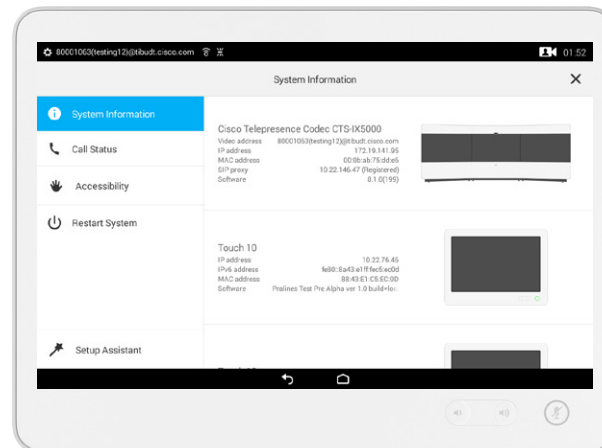 80001063(testing12)@tibudt.cisco.com 01:52
System Information
System Information
Call Status
Accessibility
Restart System
Setup Assistant
Cisco Telepresence Codec CTS-IX5000
Video address 80001063(testing12)@tibudt.cisco.com
IP address 172.19.141.95
MAC address 00:8b:ab:75:dd:e6
SIP proxy 10.22.146.47 (Registered)
Software 8.1.0(199)
Touch 10
IP address 10.22.76.46
IPv6 address fe80::8a43:e1ff:fec5:ec0d
MAC address 88:43:E1:C5:EC:0D
Software Pralines Test Pre Alpha ver 1.0 build=loc